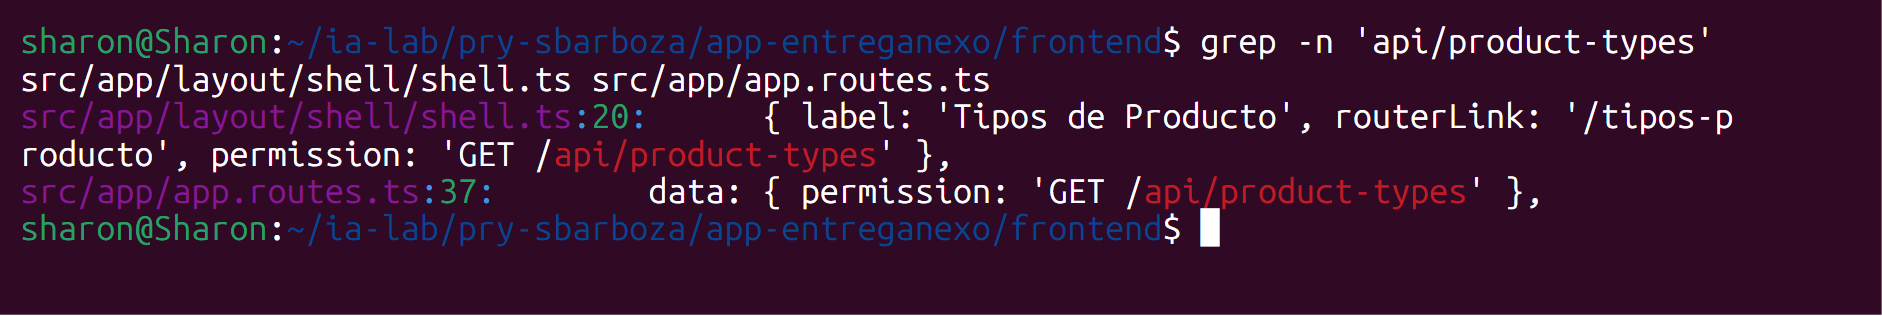 sharon@Sharon:~/ia-lab/pry-sbarboza/app-entreganexo/frontend$ grep -n 'api/product-types'
src/app/layout/shell/shell.ts src/app/app.routes.ts
src/app/layout/shell/shell.ts:20:      { label: 'Tipos de Producto', routerLink: '/tipos-p
roducto', permission: 'GET /api/product-types' },
src/app/app.routes.ts:37:        data: { permission: 'GET /api/product-types' },
sharon@Sharon:~/ia-lab/pry-sbarboza/app-entreganexo/frontend$